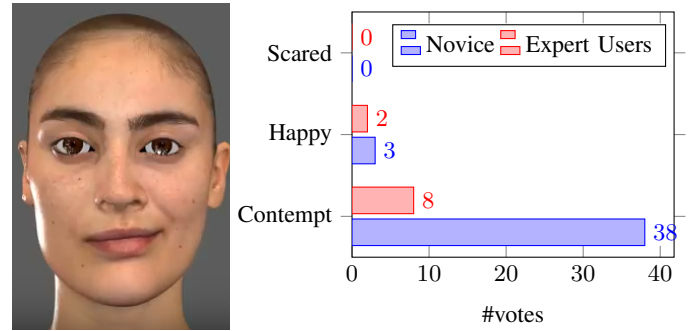 Novice Expert Users
Scared
0
0
Happy
2
3
Contempt
8
38
0 10 20 30 40
#votes